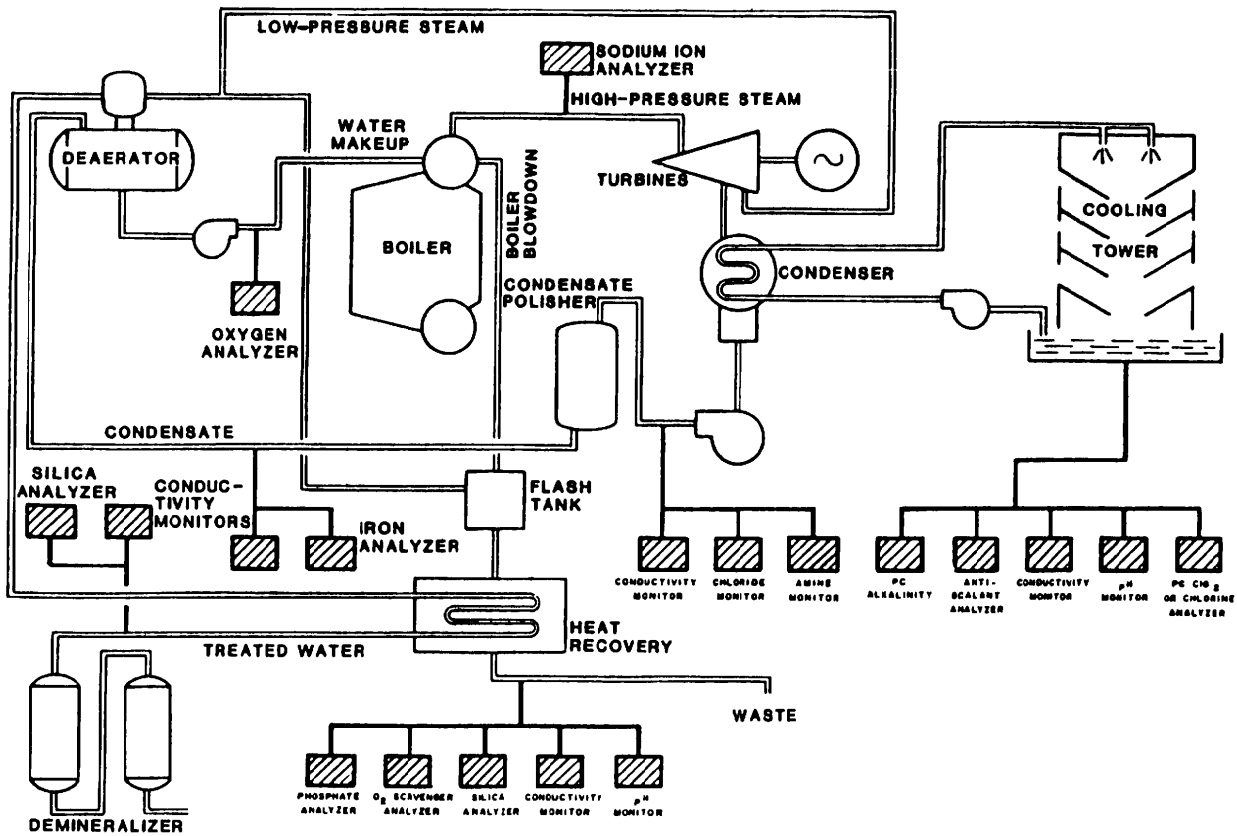 LOW-PRESSURE STEAM
SODIUM ION
ANALYZER
HIGH-PRESSURE STEAM
WATER
MAKEUP
DEAERATOR
TURBINES
~
BOILER
BLOWDOWN
COOLING
TOWER
BOILER
CONDENSER
CONDENSATE
POLISHER
OXYGEN
ANALYZER
CONDENSATE
SILICA
ANALYZER
CONDUC-
TIVITY
MONITORS
FLASH
TANK
IRON
ANALYZER
CONDUCTIVITY
MONITOR
CHLORIDE
MONITOR
AMINE
MONITOR
PC
ALKALINITY
ANTI-
SCALANT
ANALYZER
CONDUCTIVITY
MONITOR
PH
MONITOR
OR CHLORINE
ANALYZER
HEAT
RECOVERY
TREATED WATER
WASTE
PHOSPHATE
ANALYZER
O2 SCAVENGER
ANALYZER
SILICA
ANALYZER
CONDUCTIVITY
MONITOR
PH
MONITOR
DEMINERALIZER